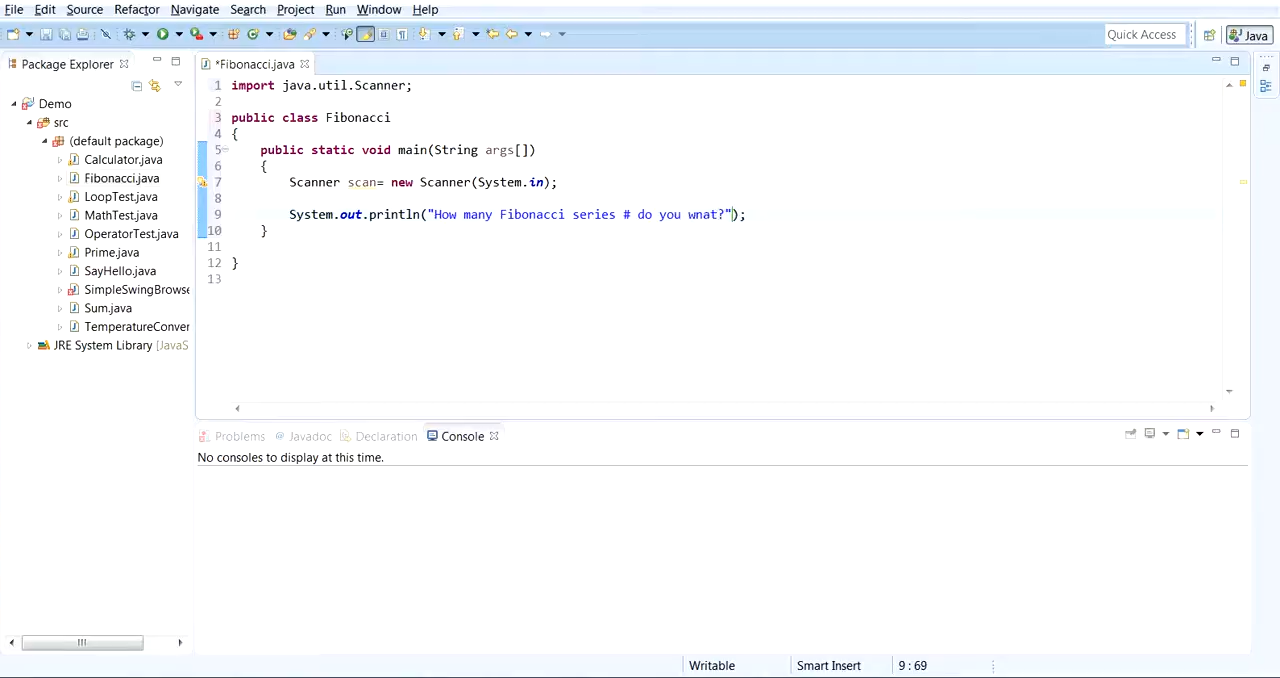 File Edit Source Refactor Navigate Search Project Run Window Help
Quick Access Java
Package Explorer
*Fibonacci.java
Demo
src
(default package)
Calculator.java
Fibonacci.java
LoopTest.java
MathTest.java
OperatorTest.java
Prime.java
SayHello.java
SimpleSwingBrowse
Sum.java
TemperatureConver
JRE System Library [JavaS
1 import java.util.Scanner;
2
3 public class Fibonacci
4 {
5 public static void main(String args[])
6 {
7 Scanner scan= new Scanner(System.in);
8
9 System.out.println("How many Fibonacci series # do you wnat?");
10 }
11
12 }
13
Problems @ Javadoc Declaration Console
No consoles to display at this time.
Writable Smart Insert 9 : 69